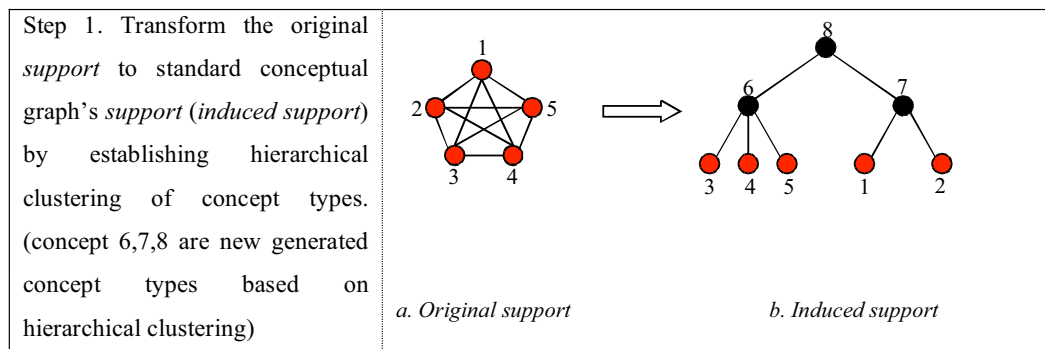 Step 1. Transform the original
support to standard conceptual
graph's support (induced support)
by establishing hierarchical
clustering of concept types.
(concept 6,7,8 are new generated
concept types based on
hierarchical clustering)
1
2
5
3
4
a. Original support
8
6
7
3
4
5
1
2
b. Induced support